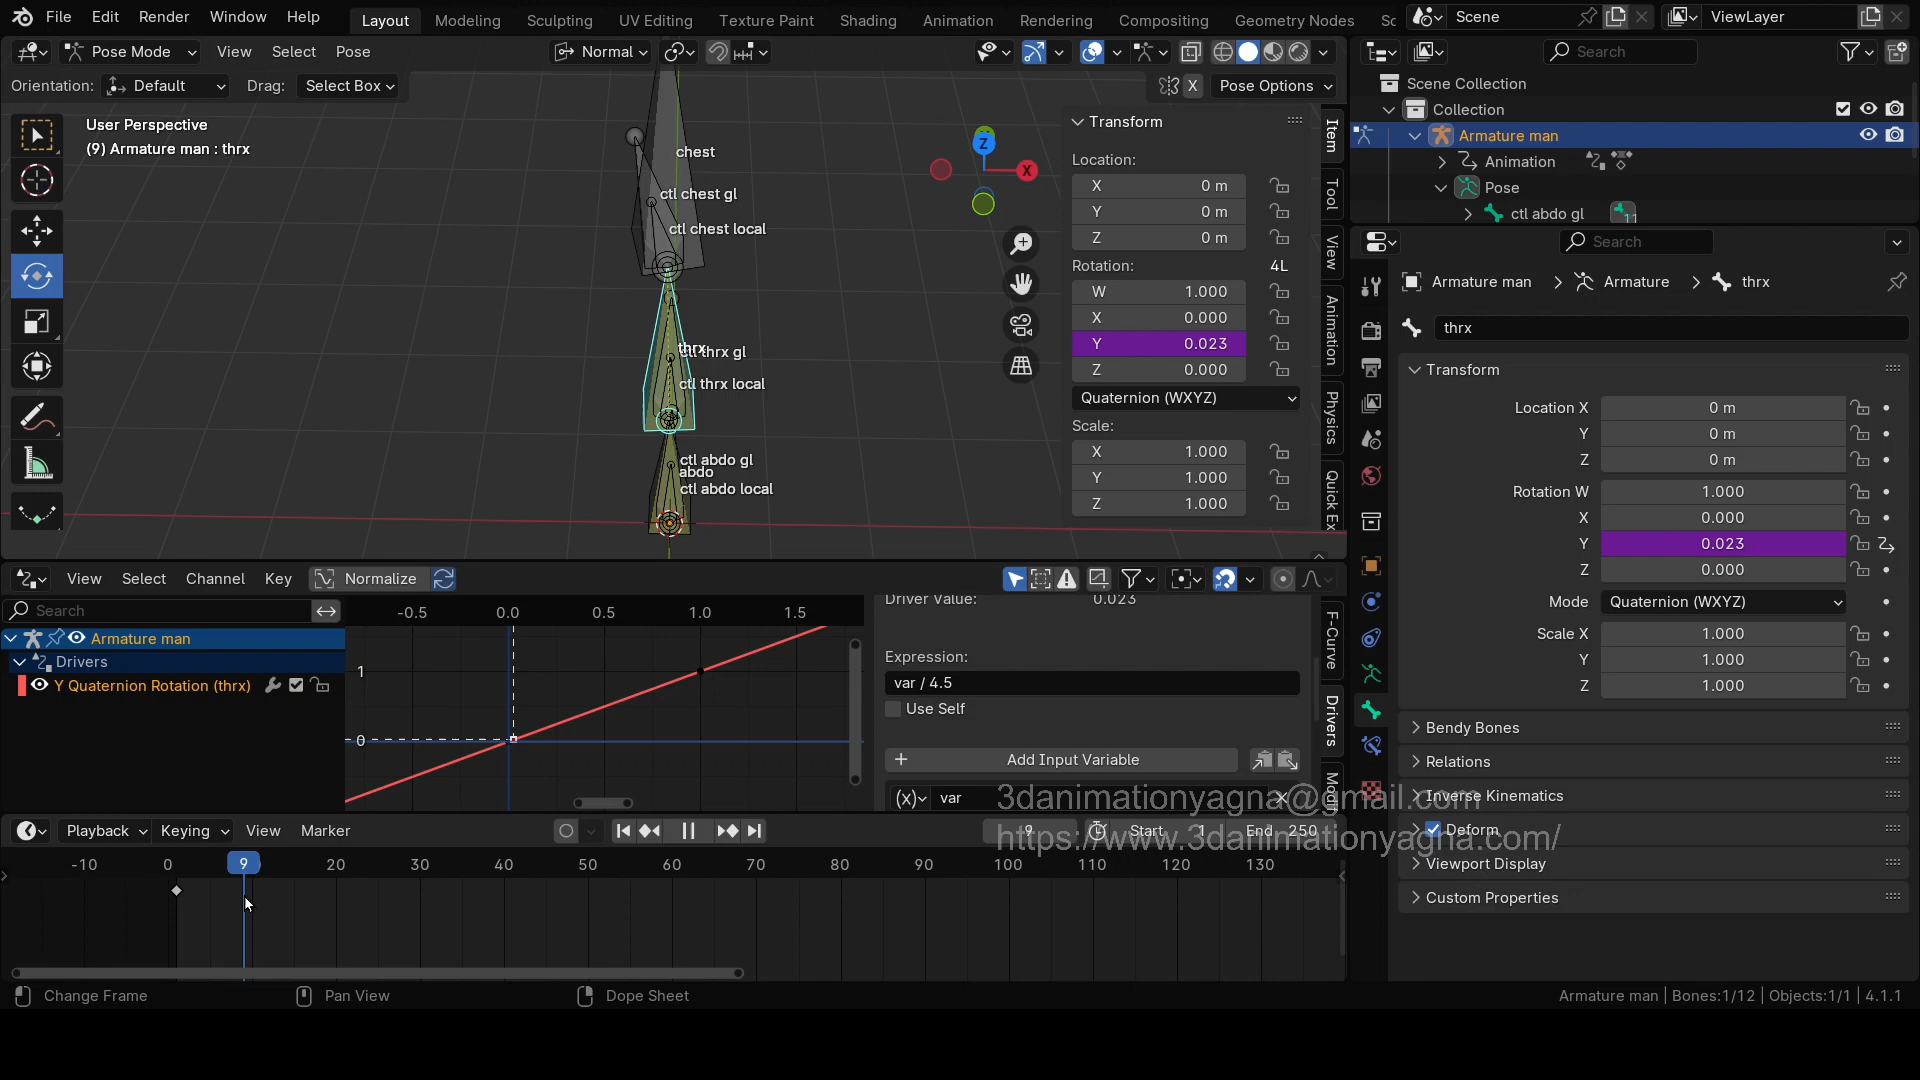 File Edit Render Window Help Layout Modeling Sculpting UV Editing Texture Paint Shading Animation Rendering Compositing Geometry Nodes Sc Scene ViewLayer
Pose Mode View Select Pose Normal Search
Orientation: Default Drag: Select Box X Pose Options
Scene Collection
Collection
Armature man
Animation
Pose
ctl abdo gl 11
User Perspective
(9) Armature man : thrx
chest
ctl chest gl
ctl chest local
thrx
ctl thrx gl
ctl thrx local
ctl abdo gl
abdo
ctl abdo local
Z
X
Transform
Location:
X 0 m
Y 0 m
Z 0 m
Rotation: 4L
W 1.000
X 0.000
Y 0.023
Z 0.000
Quaternion (WXYZ)
Scale:
X 1.000
Y 1.000
Z 1.000
Item
Tool
View
Animation
Physics
Quick Ex
Search
Armature man > Armature > thrx
thrx
Transform
Location X 0 m
Y 0 m
Z 0 m
Rotation W 1.000
X 0.000
Y 0.023
Z 0.000
Mode Quaternion (WXYZ)
Scale X 1.000
Y 1.000
Z 1.000
Bendy Bones
Relations
Inverse Kinematics
Deform
Viewport Display
Custom Properties
View Select Channel Key Normalize
Search
-0.5 0.0 0.5 1.0 1.5
Armature man
Drivers
Y Quaternion Rotation (thrx)
1
0
Driver Value: 0.023
Expression:
var / 4.5
Use Self
Add Input Variable
(x) var
F-Curve
Drivers
Modif
3danimationyagna@gmail.com
https://www.3danimationyagna.com/
Playback Keying View Marker 9 Start 1 End 250
-10 0 9 20 30 40 50 60 70 80 90 100 110 120 130
Change Frame Pan View Dope Sheet Armature man | Bones:1/12 | Objects:1/1 | 4.1.1